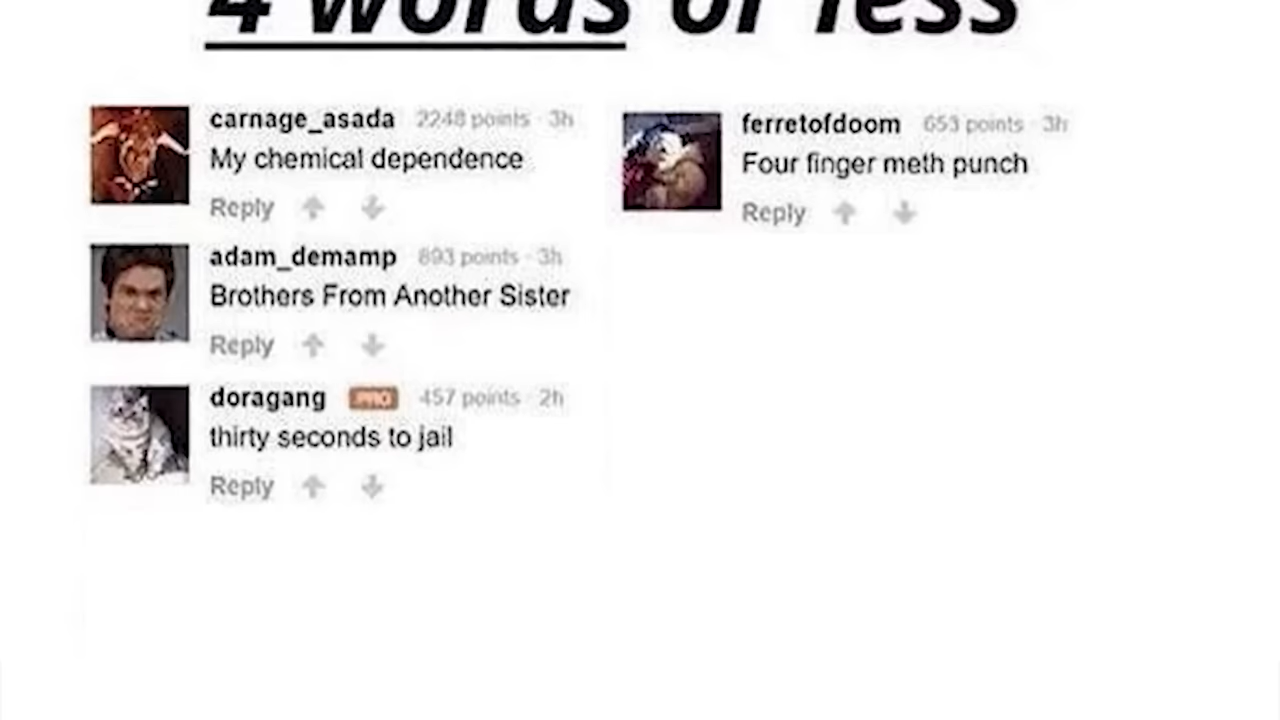 4 words or less
carnage_asada 2248 points · 3h
My chemical dependence
Reply
adam_demamp 893 points · 3h
Brothers From Another Sister
Reply
doragang PRO 457 points · 2h
thirty seconds to jail
Reply
ferretofdoom 653 points · 3h
Four finger meth punch
Reply